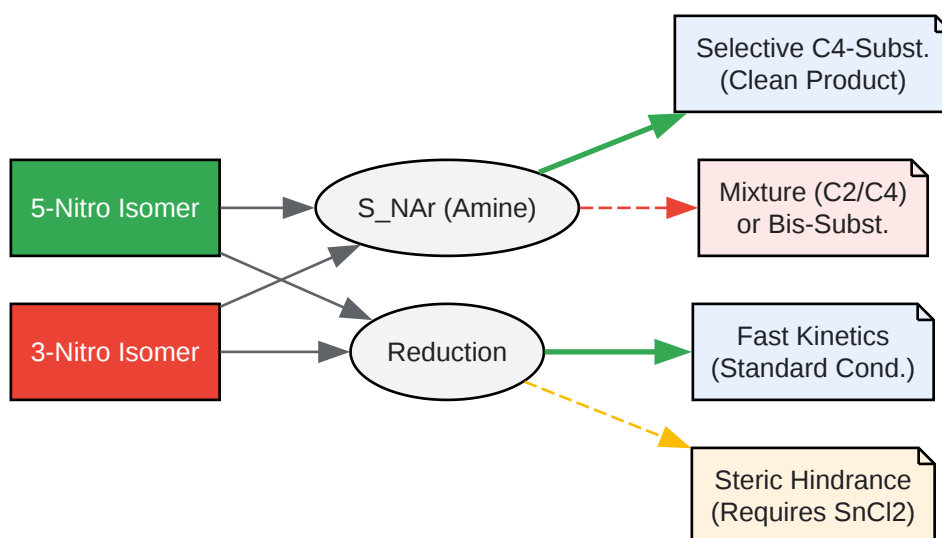 Selective C4-Subst.
(Clean Product)
5-Nitro Isomer
S_NAr (Amine)
Mixture (C2/C4)
or Bis-Subst.
3-Nitro Isomer
Reduction
Fast Kinetics
(Standard Cond.)
Steric Hindrance
(Requires SnCl2)